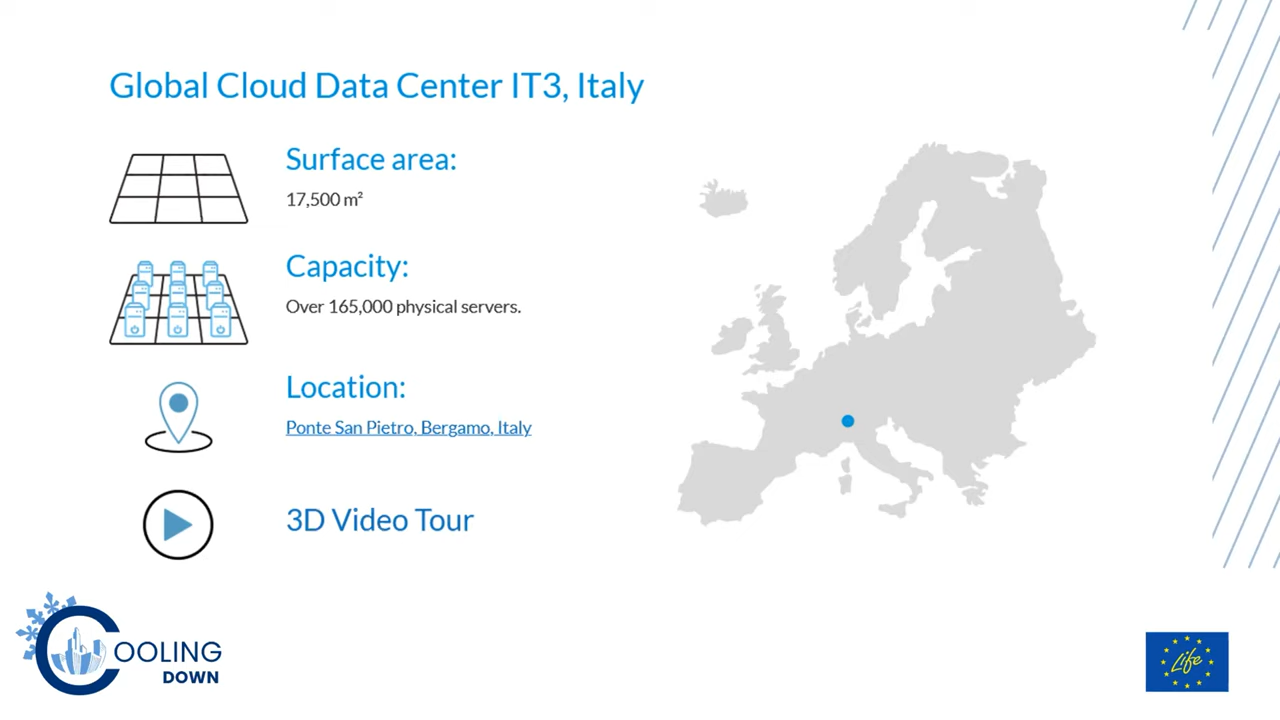 Global Cloud Data Center IT3, Italy
Surface area:
17,500 m²
Capacity:
Over 165,000 physical servers.
Location:
Ponte San Pietro, Bergamo, Italy
3D Video Tour
COOLING
DOWN
Life